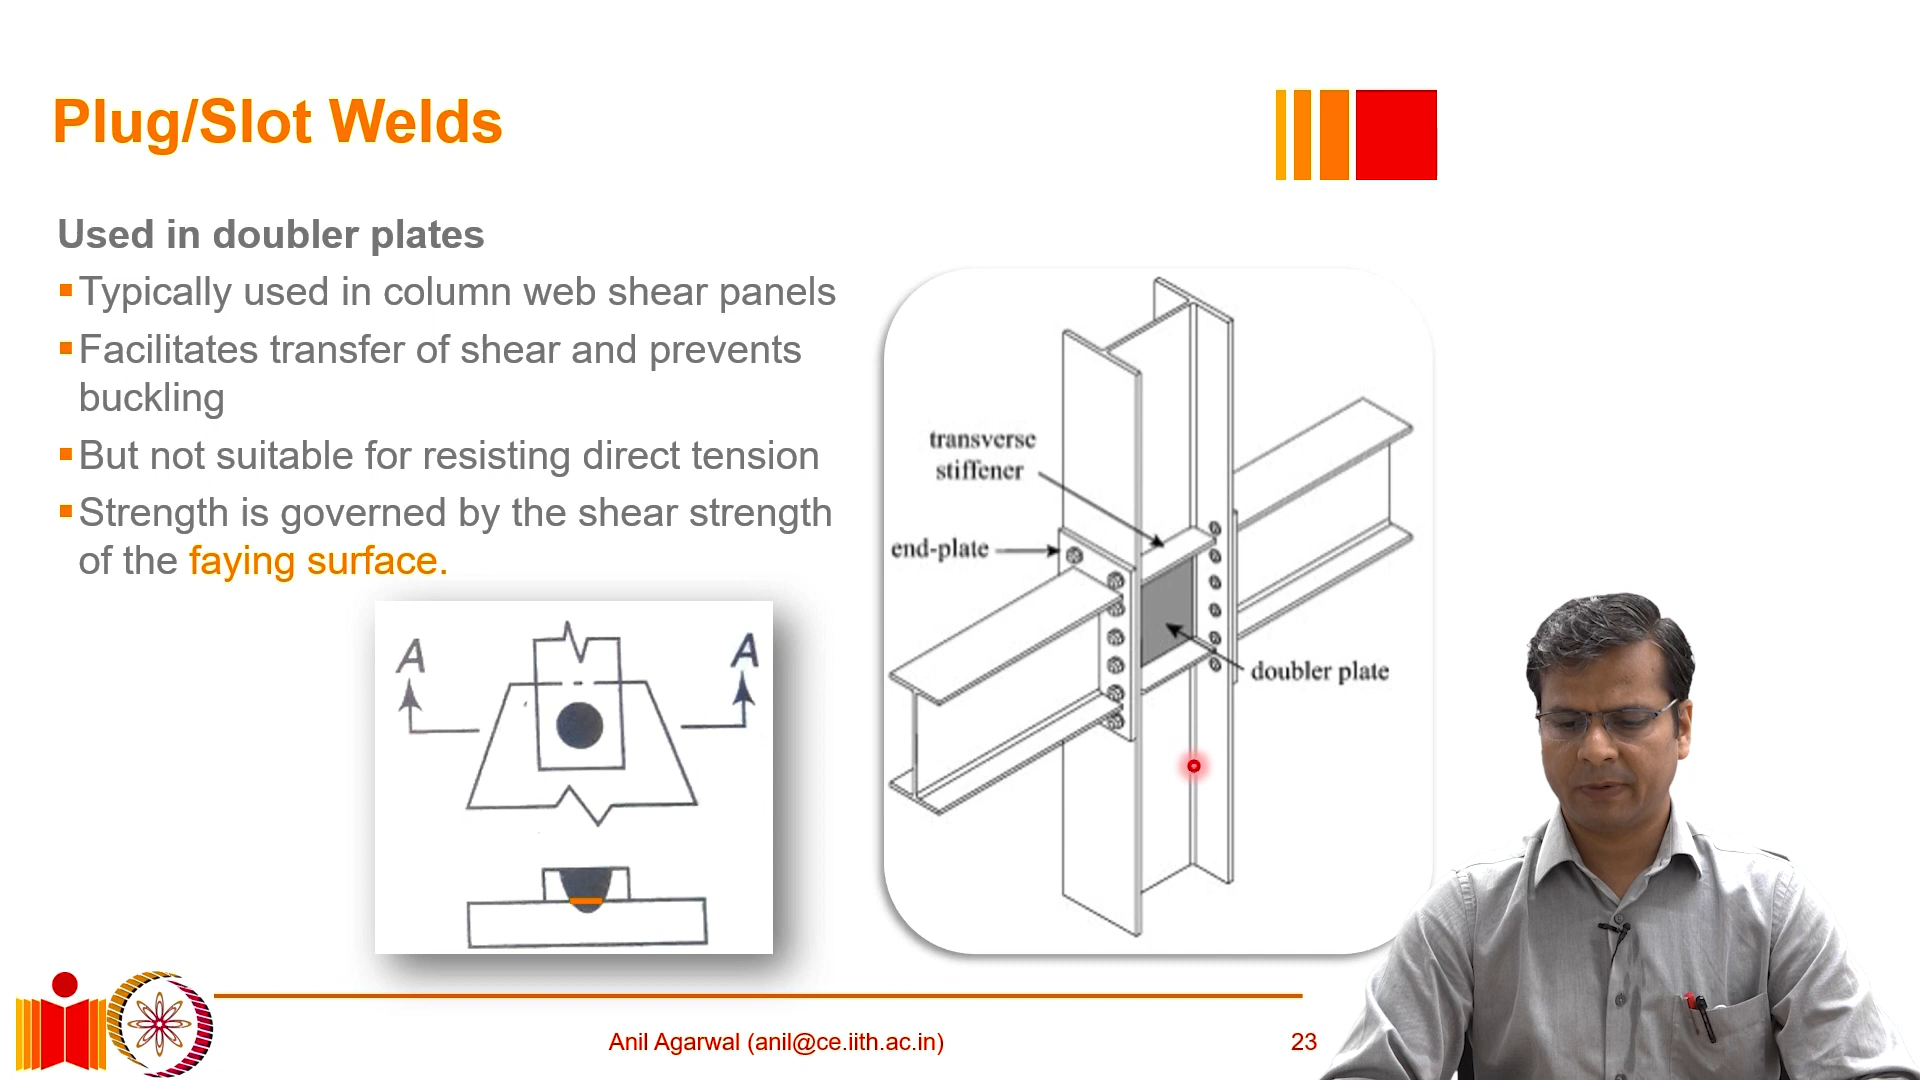 Plug/Slot Welds
Used in doubler plates
Typically used in column web shear panels
Facilitates transfer of shear and prevents
buckling
But not suitable for resisting direct tension
Strength is governed by the shear strength
of the faying surface.
A
A
transverse
stiffener
end-plate
doubler plate
Anil Agarwal (anil@ce.iith.ac.in)
23